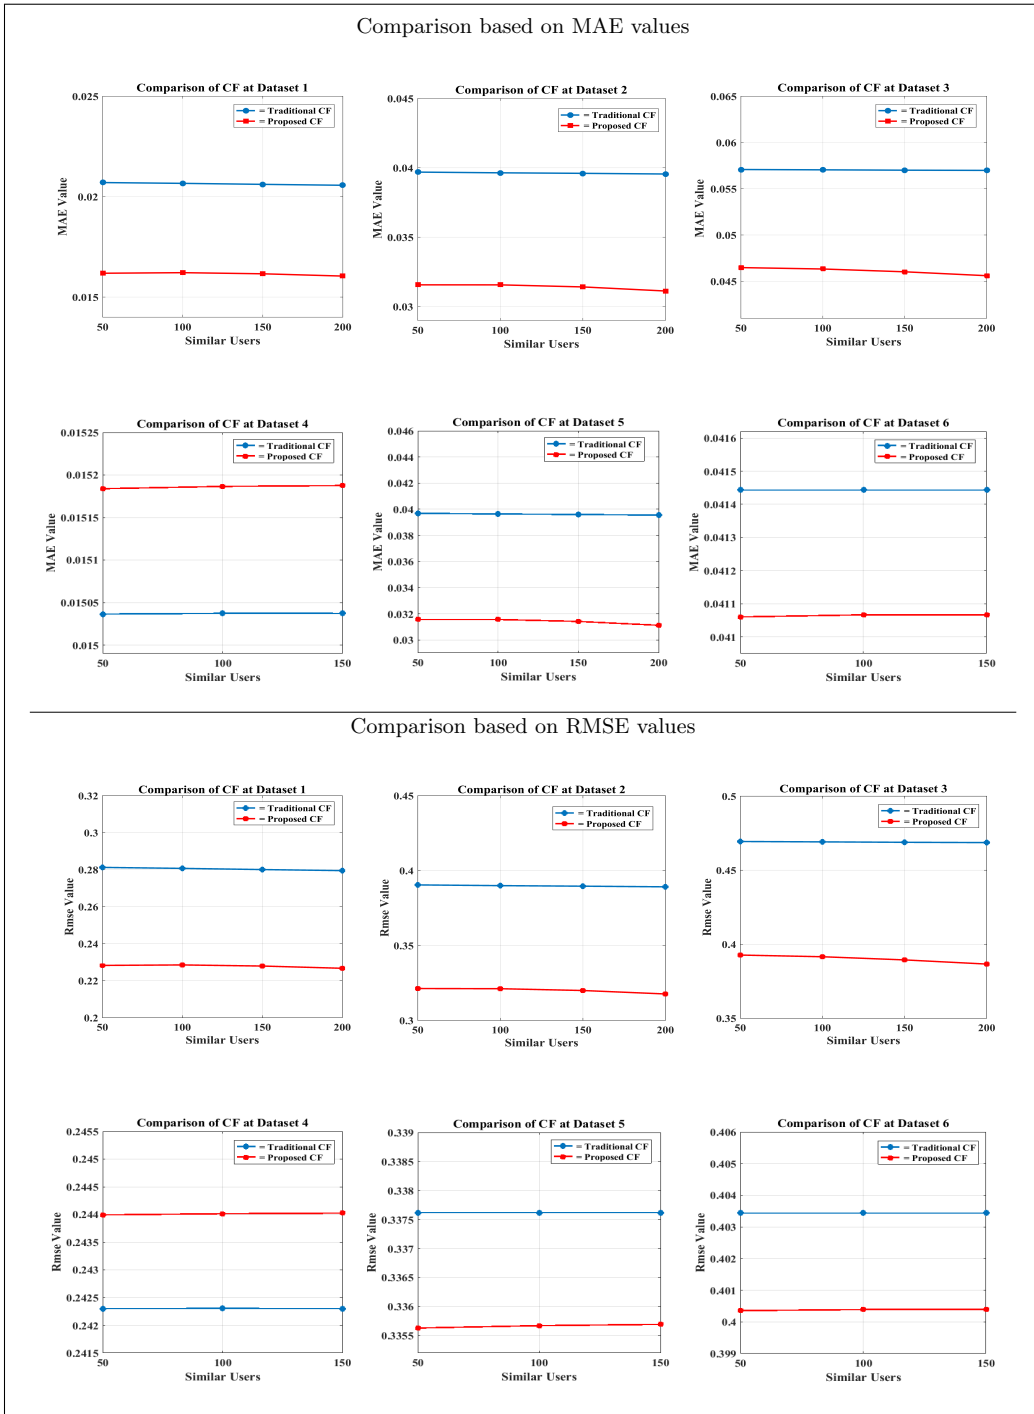 Comparison based on MAE values
Comparison of CF at Dataset 1
= Traditional CF
= Proposed CF
MAE Value
0.025
0.02
0.015
50 100 150 200
Similar Users
Comparison of CF at Dataset 2
= Traditional CF
= Proposed CF
MAE Value
0.045
0.04
0.035
0.03
50 100 150 200
Similar Users
Comparison of CF at Dataset 3
= Traditional CF
= Proposed CF
MAE Value
0.065
0.06
0.055
0.05
0.045
50 100 150 200
Similar Users
Comparison of CF at Dataset 4
= Traditional CF
= Proposed CF
MAE Value
0.01525
0.0152
0.01515
0.0151
0.01505
0.015
50 100 150
Similar Users
Comparison of CF at Dataset 5
= Traditional CF
= Proposed CF
MAE Value
0.046
0.044
0.042
0.04
0.038
0.036
0.034
0.032
0.03
50 100 150 200
Similar Users
Comparison of CF at Dataset 6
= Traditional CF
= Proposed CF
MAE Value
0.0416
0.0415
0.0414
0.0413
0.0412
0.0411
0.041
50 100 150
Similar Users
Comparison based on RMSE values
Comparison of CF at Dataset 1
= Traditional CF
= Proposed CF
Rmse Value
0.32
0.3
0.28
0.26
0.24
0.22
0.2
50 100 150 200
Similar Users
Comparison of CF at Dataset 2
= Traditional CF
= Proposed CF
Rmse Value
0.45
0.4
0.35
0.3
50 100 150 200
Similar Users
Comparison of CF at Dataset 3
= Traditional CF
= Proposed CF
Rmse Value
0.5
0.45
0.4
0.35
50 100 150 200
Similar Users
Comparison of CF at Dataset 4
= Traditional CF
= Proposed CF
Rmse Value
0.2455
0.245
0.2445
0.244
0.2435
0.243
0.2425
0.242
0.2415
50 100 150
Similar Users
Comparison of CF at Dataset 5
= Traditional CF
= Proposed CF
Rmse Value
0.339
0.3385
0.338
0.3375
0.337
0.3365
0.336
0.3355
50 100 150
Similar Users
Comparison of CF at Dataset 6
= Traditional CF
= Proposed CF
Rmse Value
0.406
0.405
0.404
0.403
0.402
0.401
0.4
0.399
50 100 150
Similar Users